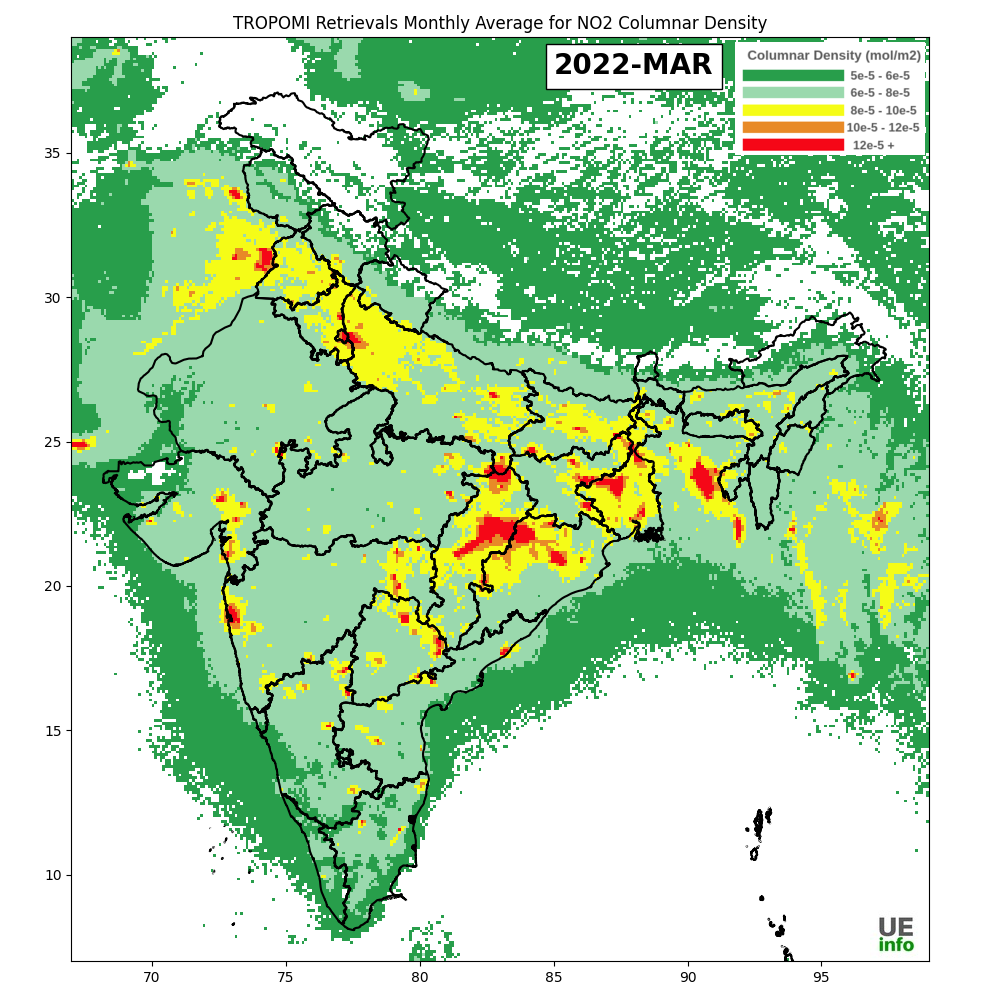 TROPOMI Retrievals Monthly Average for NO2 Columnar Density
2022-MAR
Columnar Density (mol/m2)
5e-5 - 6e-5
6e-5 - 8e-5
8e-5 - 10e-5
10e-5 - 12e-5
12e-5 +
35
30
25
20
15
10
70 75 80 85 90 95
UE
info